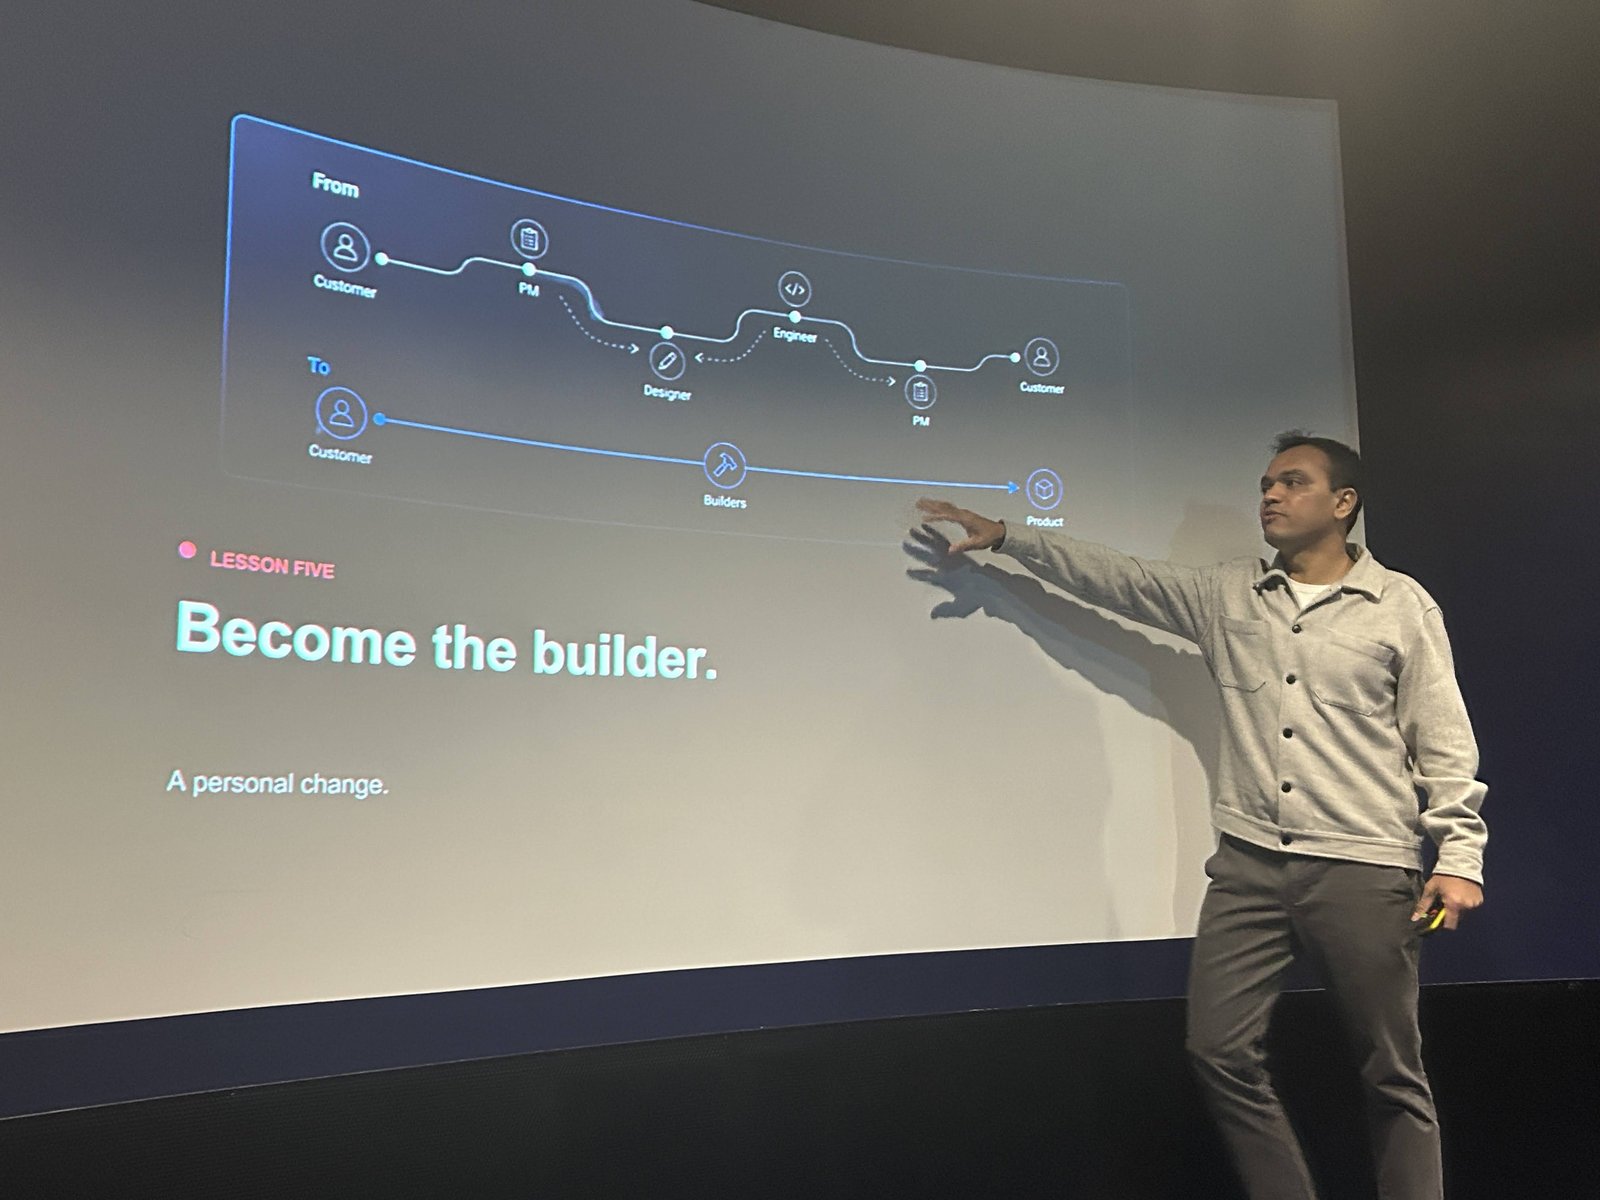 From
Customer
PM
Designer
Engineer
PM
Customer
To
Customer
Builders
Product
LESSON FIVE
Become the builder.
A personal change.